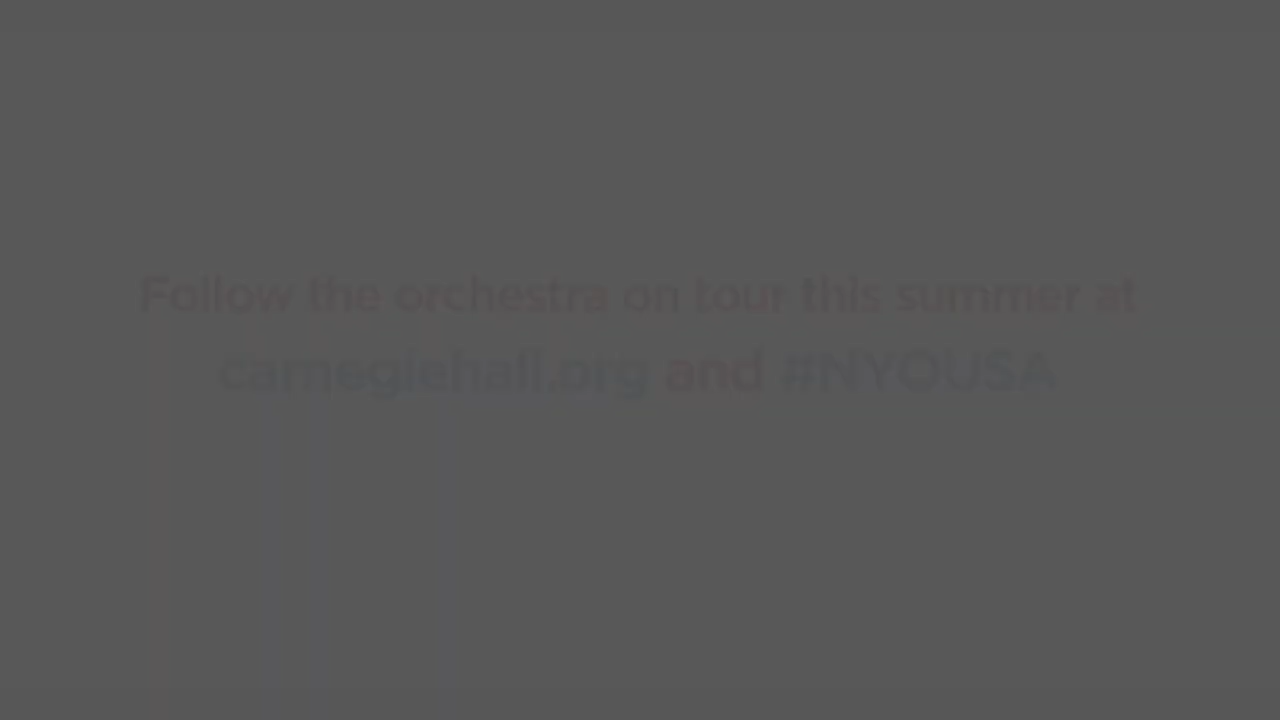 Follow the orchestra on tour this summer at
carnegiehall.org and #NYOUSA